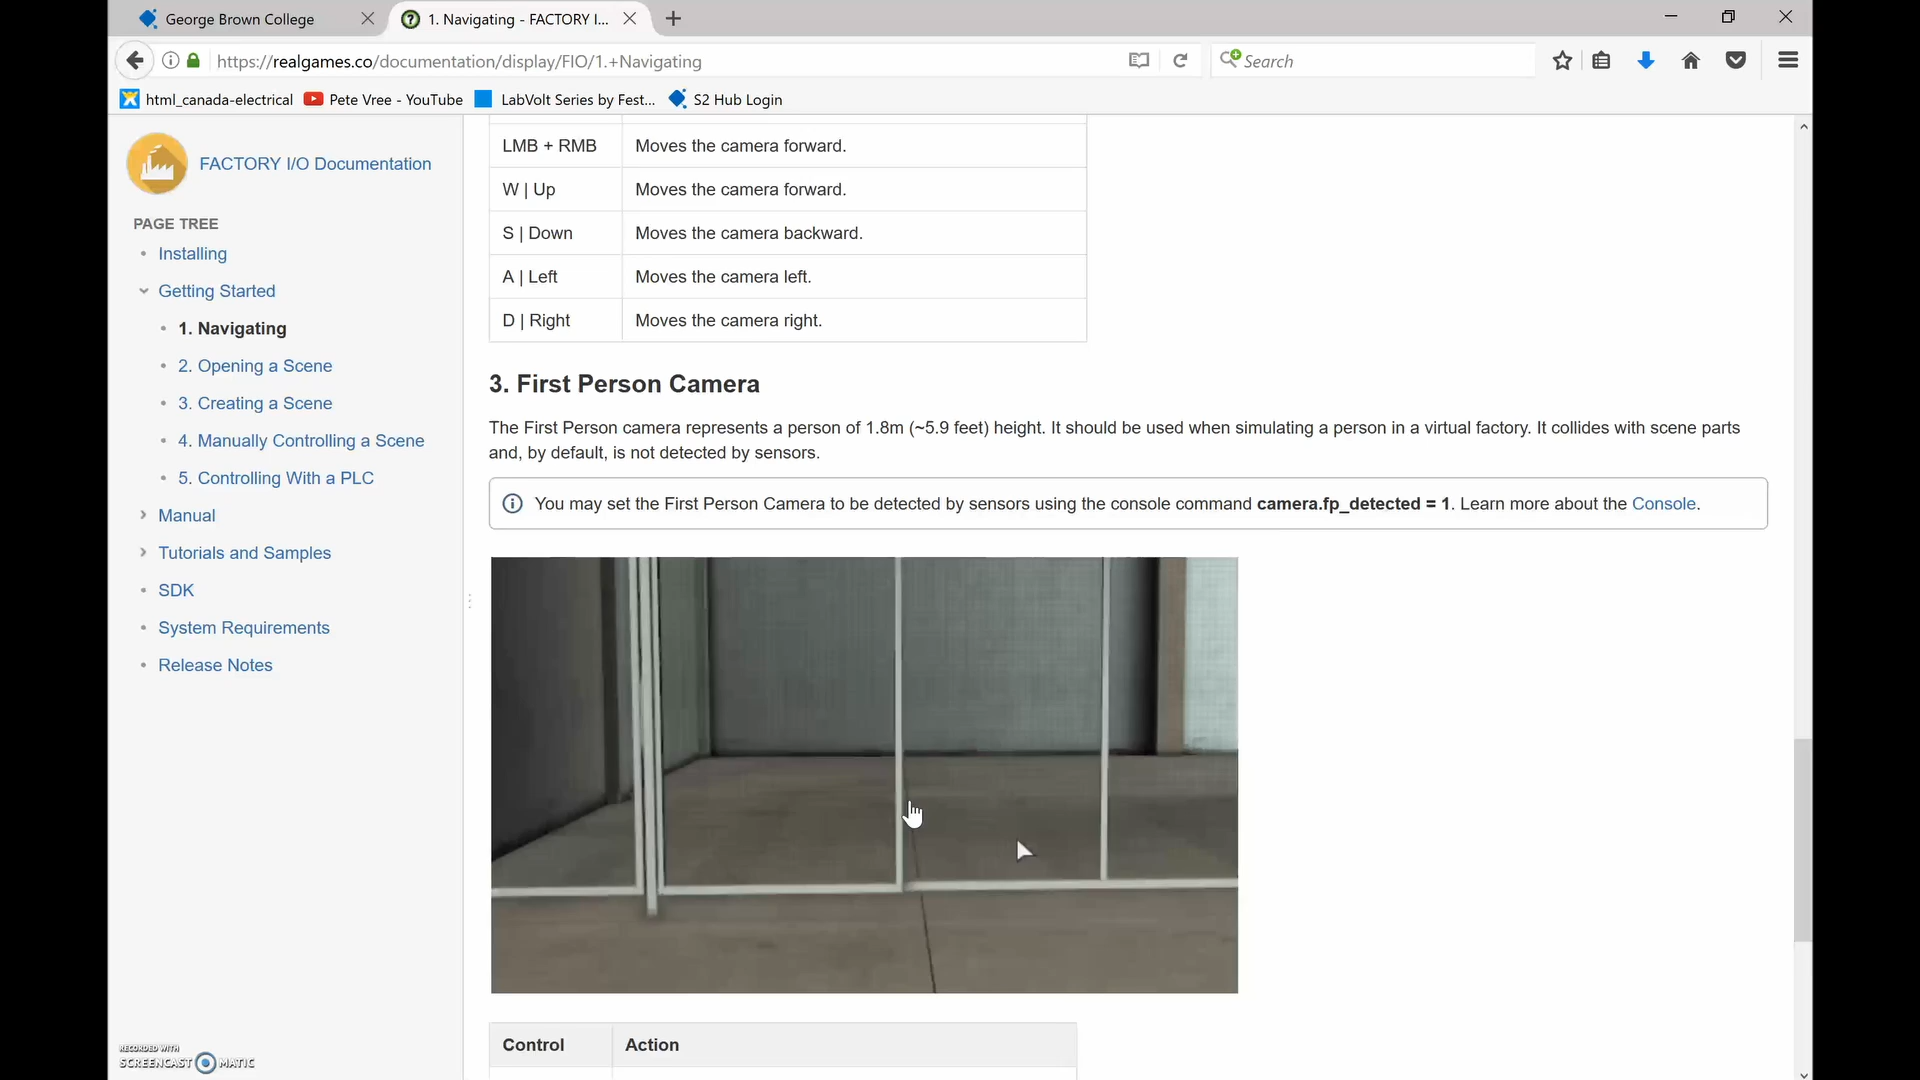 George Brown College
1. Navigating - FACTORY I...
https://realgames.co/documentation/display/FIO/1.+Navigating
Search
html_canada-electrical
Pete Vree - YouTube
LabVolt Series by Fest...
S2 Hub Login
FACTORY I/O Documentation
PAGE TREE
Installing
Getting Started
1. Navigating
2. Opening a Scene
3. Creating a Scene
4. Manually Controlling a Scene
5. Controlling With a PLC
Manual
Tutorials and Samples
SDK
System Requirements
Release Notes
LMB + RMB Moves the camera forward.
W | Up Moves the camera forward.
S | Down Moves the camera backward.
A | Left Moves the camera left.
D | Right Moves the camera right.
3. First Person Camera
The First Person camera represents a person of 1.8m (~5.9 feet) height. It should be used when simulating a person in a virtual factory. It collides with scene parts
and, by default, is not detected by sensors.
You may set the First Person Camera to be detected by sensors using the console command camera.fp_detected = 1. Learn more about the Console.
Control Action
RECORDED WITH
SCREENCAST MATIC